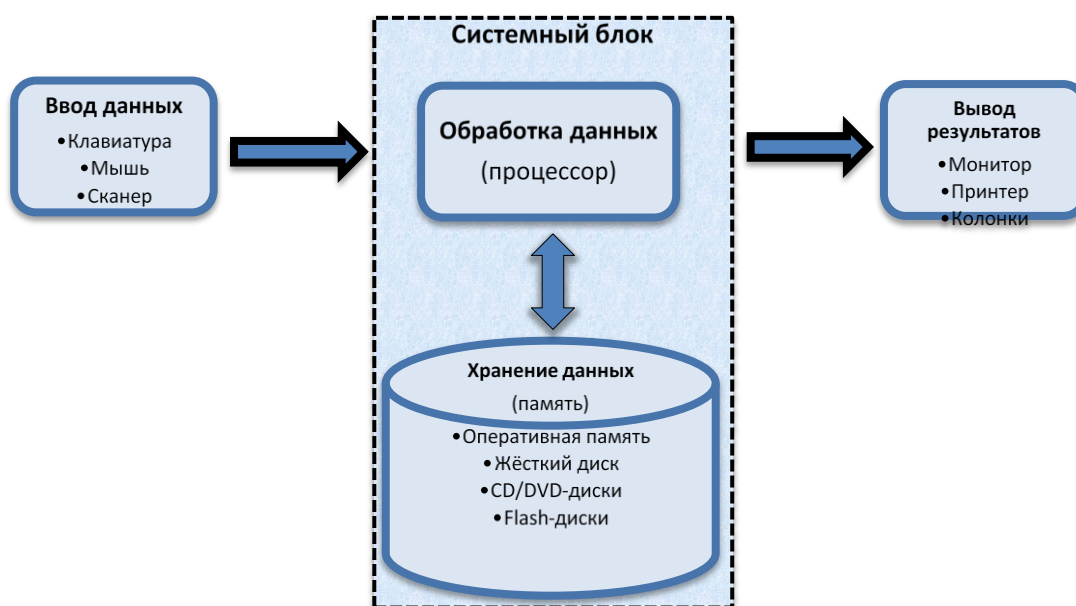 Системный блок
Ввод данных
•Клавиатура
•Мышь
•Сканер
Обработка данных
(процессор)
Вывод
результатов
•Монитор
•Принтер
•Колонки
Хранение данных
(память)
•Оперативная память
•Жёсткий диск
•CD/DVD-диски
•Flash-диски